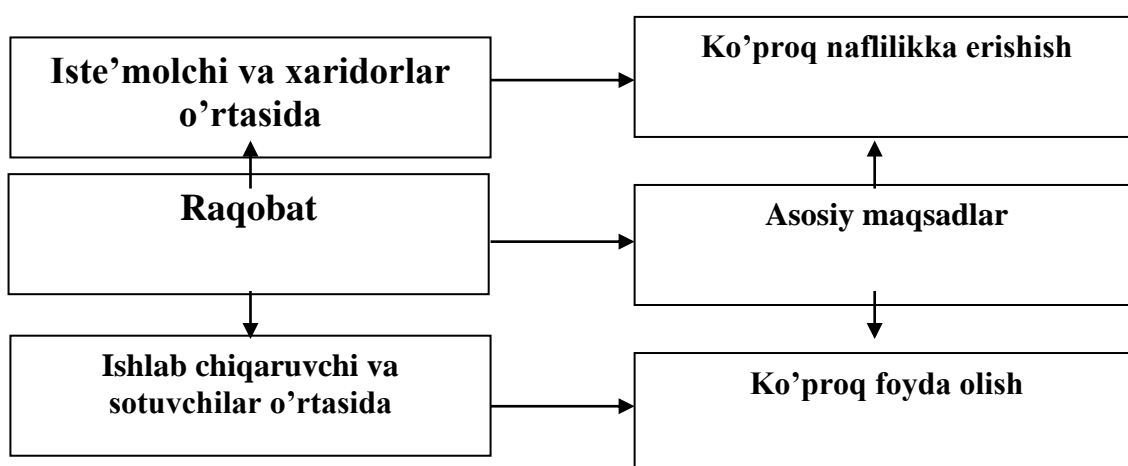 Iste’molchi va xaridorlar
o’rtasida
Ko’proq naflilikka erishish
Raqobat
Asosiy maqsadlar
Ishlab chiqaruvchi va
sotuvchilar o’rtasida
Ko’proq foyda olish